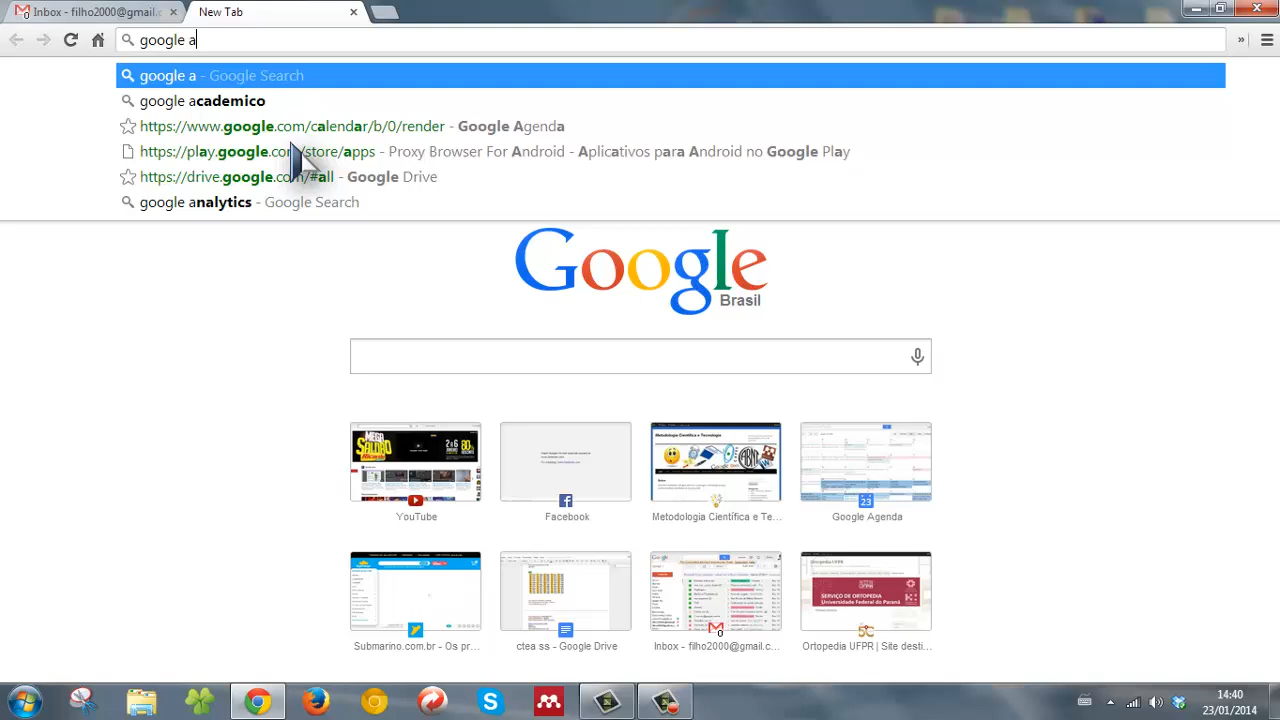 Inbox - filho2000@gmail.c
New Tab
google a
google a - Google Search
google academico
https://www.google.com/calendar/b/0/render - Google Agenda
https://play.google.com/store/apps - Proxy Browser For Android - Aplicativos para Android no Google Play
https://drive.google.com/#all - Google Drive
google analytics - Google Search
Google
Brasil
YouTube
Facebook
Metodologia Científica e Te...
Google Agenda
Submarino.com.br - Os pr...
ctea ss - Google Drive
Inbox - filho2000@gmail.c...
Ortopedia UFPR | Site desti...
14:40
23/01/2014